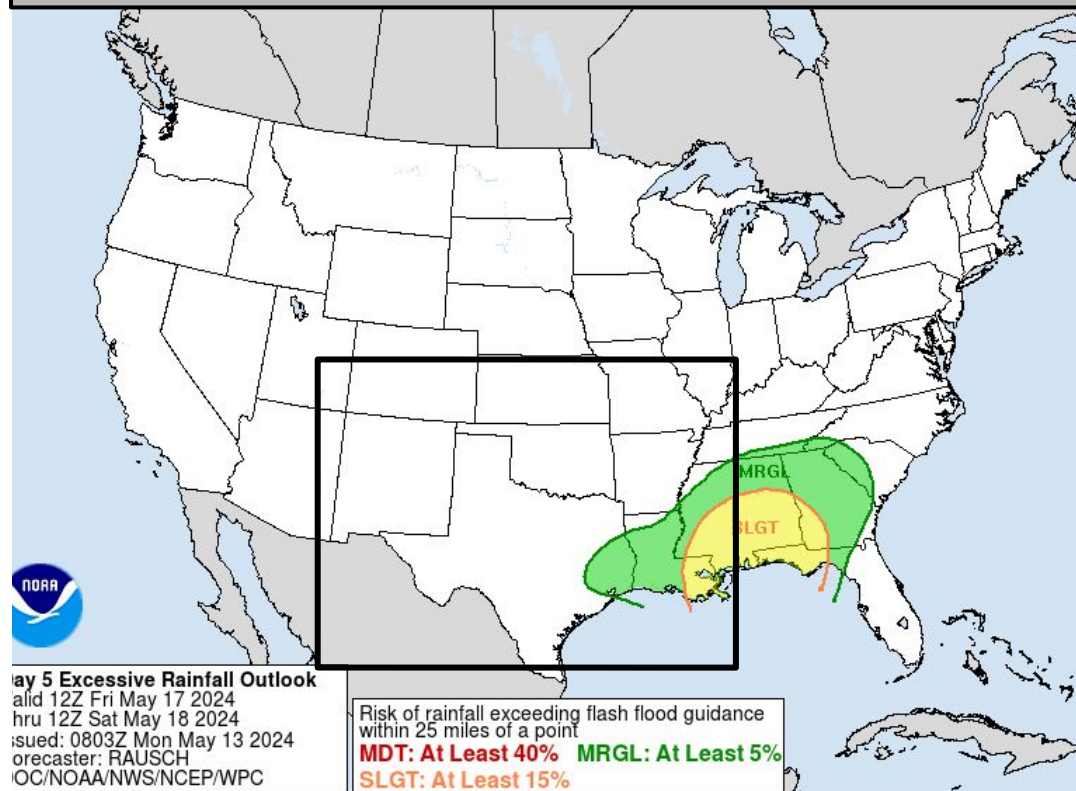 MRGL
SLGT
NOAA
ay 5 Excessive Rainfall Outlook
alid 12Z Fri May 17 2024
hru 12Z Sat May 18 2024
ssued: 0803Z Mon May 13 2024
orecaster: RAUSCH
OC/NOAA/NWS/NCEP/WPC
Risk of rainfall exceeding flash flood guidance
within 25 miles of a point
MDT: At Least 40% MRGL: At Least 5%
SLGT: At Least 15%